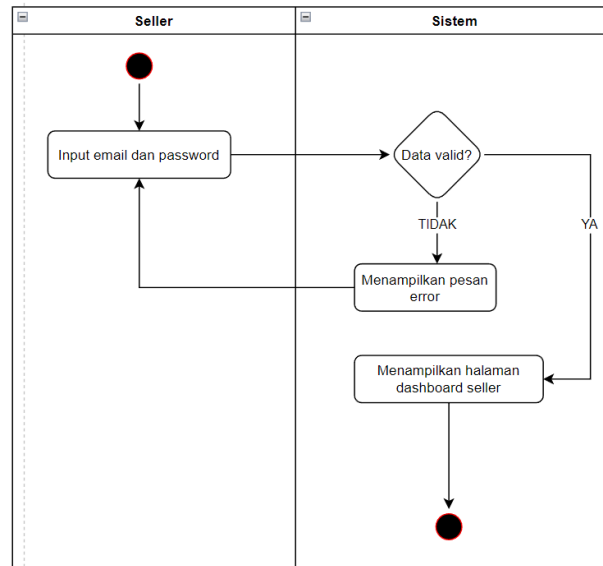 Seller
Sistem
Input email dan password
Data valid?
TIDAK
YA
Menampilkan pesan
error
Menampilkan halaman
dashboard seller